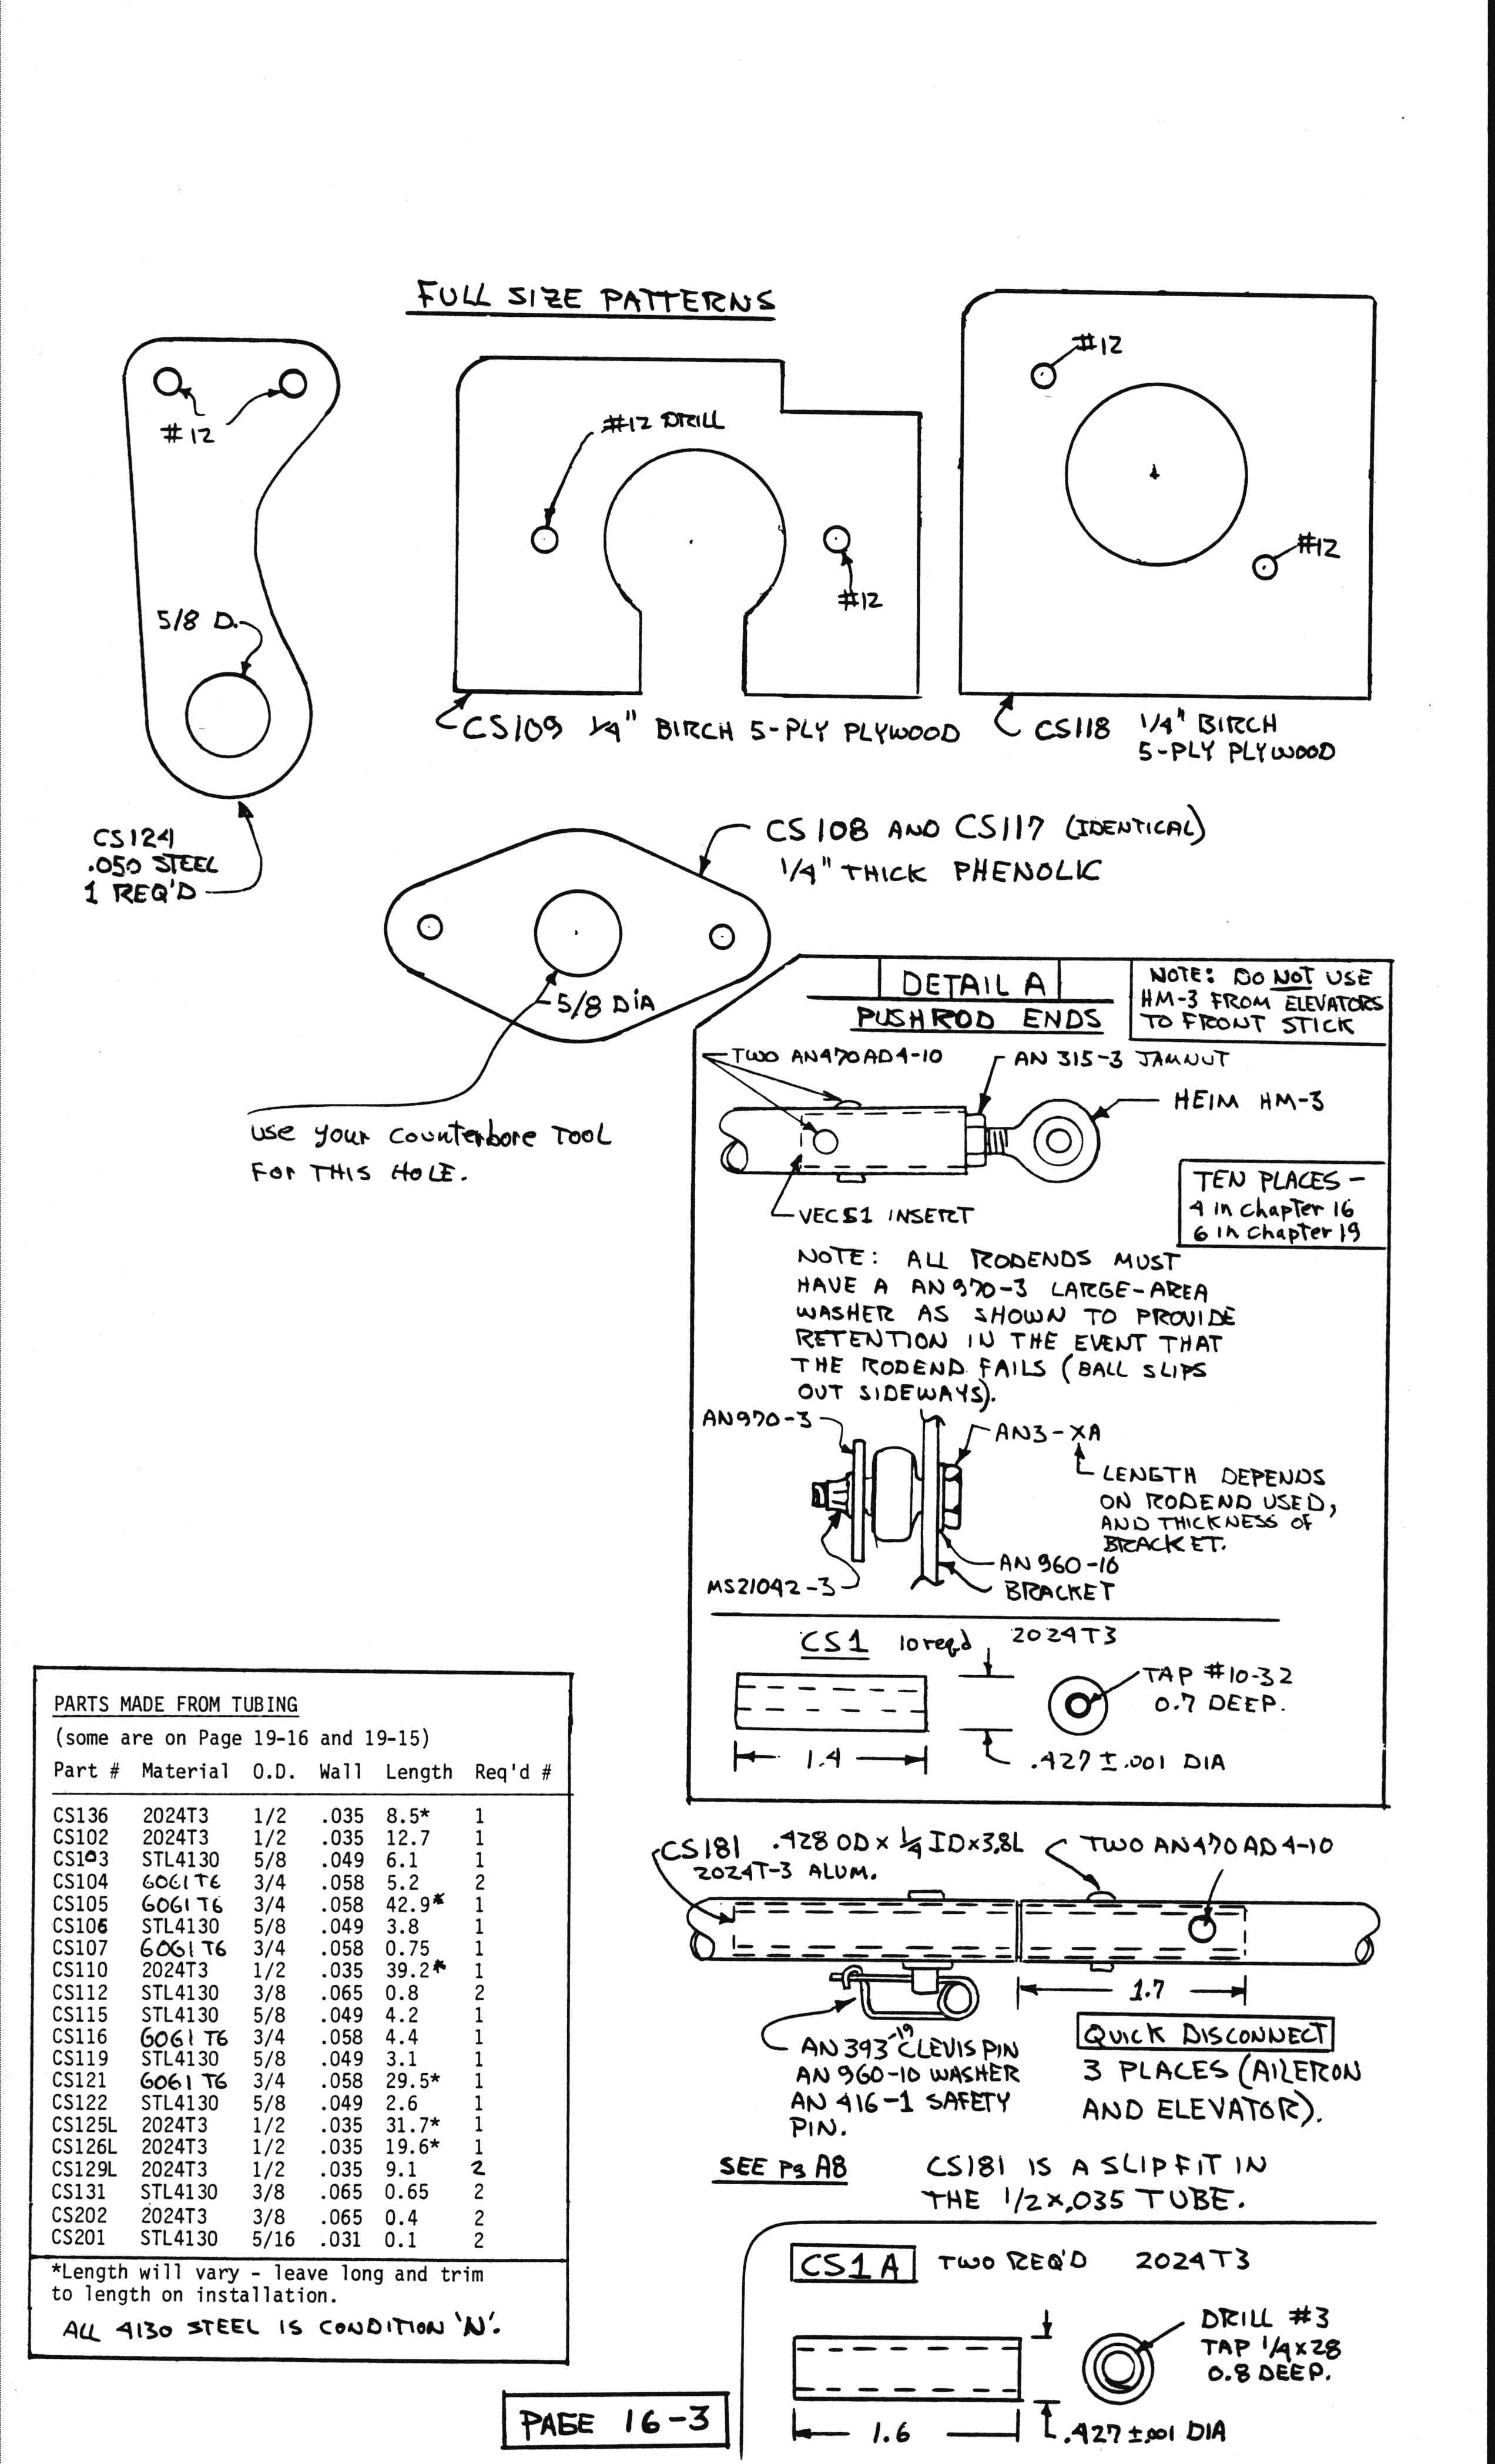 FULL SIZE PATTERNS
#12
5/8 D.
CS124
.050 STEEL
1 REQ'D
#12 DRILL
#12
CS109 1/4" BIRCH 5-PLY PLYWOOD
#12
#12
CS118 1/4" BIRCH
5-PLY PLYWOOD
CS108 AND CS117 (IDENTICAL)
1/4" THICK PHENOLIC
5/8 DIA
use your counterbore TOOL
FOR THIS HOLE.
DETAIL A
PUSHROD ENDS
NOTE: DO NOT USE
HM-3 FROM ELEVATORS
TO FRONT STICK
TWO AN470AD4-10
AN 315-3 JAMNUT
HEIM HM-3
TEN PLACES -
4 in chapter 16
6 in chapter 19
INSERT
NOTE: ALL RODENDS MUST
HAVE A AN970-3 LARGE-AREA
WASHER AS SHOWN TO PROVIDE
RETENTION IN THE EVENT THAT
THE RODEND FAILS (BALL SLIPS
OUT SIDEWAYS).
AN970-3
AN3-XA
LENGTH DEPENDS
ON RODEND USED,
AND THICKNESS OF
BRACKET.
AN960-10
BRACKET
MS21042-3
CS1 10 reqd 2024T3
TAP #10-32
0.7 DEEP.
1.4
.427 ±.001 DIA
PARTS MADE FROM TUBING
(some are on Page 19-16 and 19-15)
Part # Material O.D. Wall Length Req'd #
CS136 2024T3 1/2 .035 8.5* 1
CS102 2024T3 1/2 .035 12.7 1
CS103 STL4130 5/8 .049 6.1 1
CS104 6061T6 3/4 .058 5.2 2
CS105 6061T6 3/4 .058 42.9* 1
CS106 STL4130 5/8 .049 3.8 1
CS107 6061T6 3/4 .058 0.75 1
CS110 2024T3 1/2 .035 39.2* 1
CS112 STL4130 3/8 .065 0.8 2
CS115 STL4130 5/8 .049 4.2 1
CS116 6061T6 3/4 .058 4.4 1
CS119 STL4130 5/8 .049 3.1 1
CS121 6061T6 3/4 .058 29.5* 1
CS122 STL4130 5/8 .049 2.6 1
CS125L 2024T3 1/2 .035 31.7* 1
CS126L 2024T3 1/2 .035 19.6* 1
CS129L 2024T3 1/2 .035 9.1 2
CS131 STL4130 3/8 .065 0.65 2
CS202 2024T3 3/8 .065 0.4 2
CS201 STL4130 5/16 .031 0.1 2
*Length will vary - leave long and trim
to length on installation.
ALL 4130 STEEL IS CONDITION 'N'.
CS181 .428 OD x 1/4 ID x 3.8L
2024T-3 ALUM.
TWO AN470AD4-10
1.7
AN 393-19 CLEVIS PIN
AN 960-10 WASHER
AN 416-1 SAFETY
PIN.
QUICK DISCONNECT
3 PLACES (AILERON
AND ELEVATOR).
SEE Pg A8
CS181 IS A SLIP FIT IN
THE 1/2 x.035 TUBE.
CS1A TWO REQ'D 2024T3
DRILL #3
TAP 1/4x28
0.8 DEEP.
1.6
.427 ±.001 DIA
PAGE 16-3